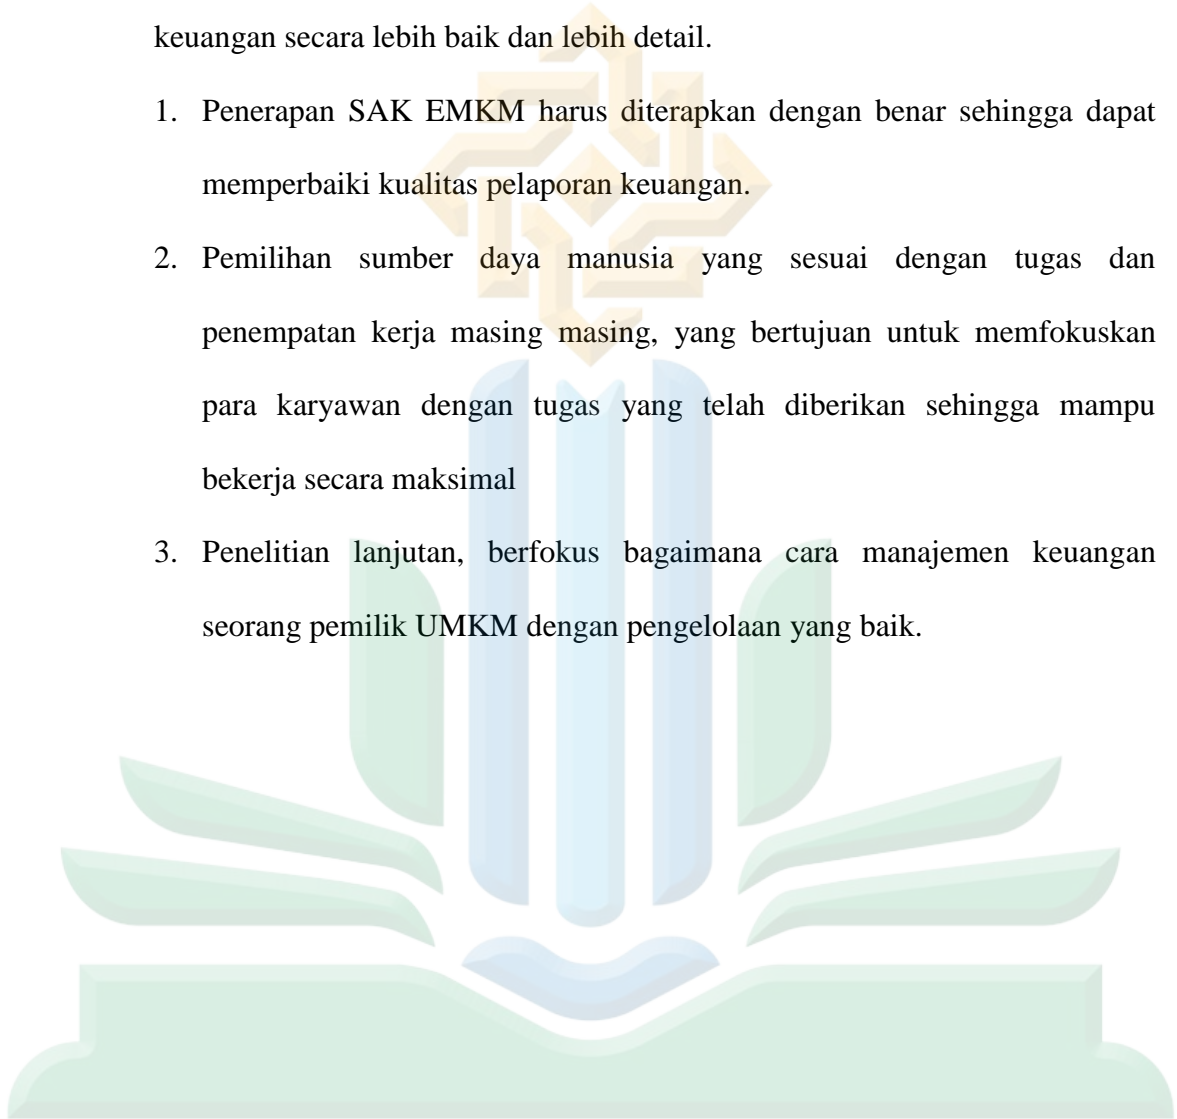 keuangan secara lebih baik dan lebih detail.
1. Penerapan SAK EMKM harus diterapkan dengan benar sehingga dapat
memperbaiki kualitas pelaporan keuangan.
2. Pemilihan sumber daya manusia yang sesuai dengan tugas dan
penempatan kerja masing masing, yang bertujuan untuk memfokuskan
para karyawan dengan tugas yang telah diberikan sehingga mampu
bekerja secara maksimal
3. Penelitian lanjutan, berfokus bagaimana cara manajemen keuangan
seorang pemilik UMKM dengan pengelolaan yang baik.